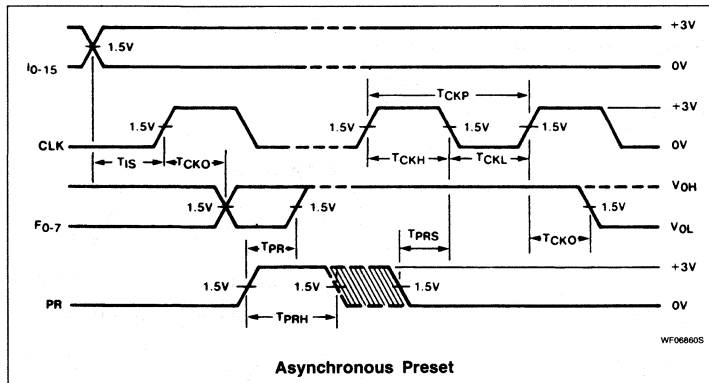 +3V
1.5V
I0-15
0V
TCKP
+3V
1.5V 1.5V 1.5V 1.5V
CLK
0V
TIS TCKO TCKH TCKL
VOH
1.5V 1.5V 1.5V
F0-7
VOL
TPR TPRS TCKO
+3V
1.5V 1.5V 1.5V
PR
0V
TPRH
WF06860S
Asynchronous Preset